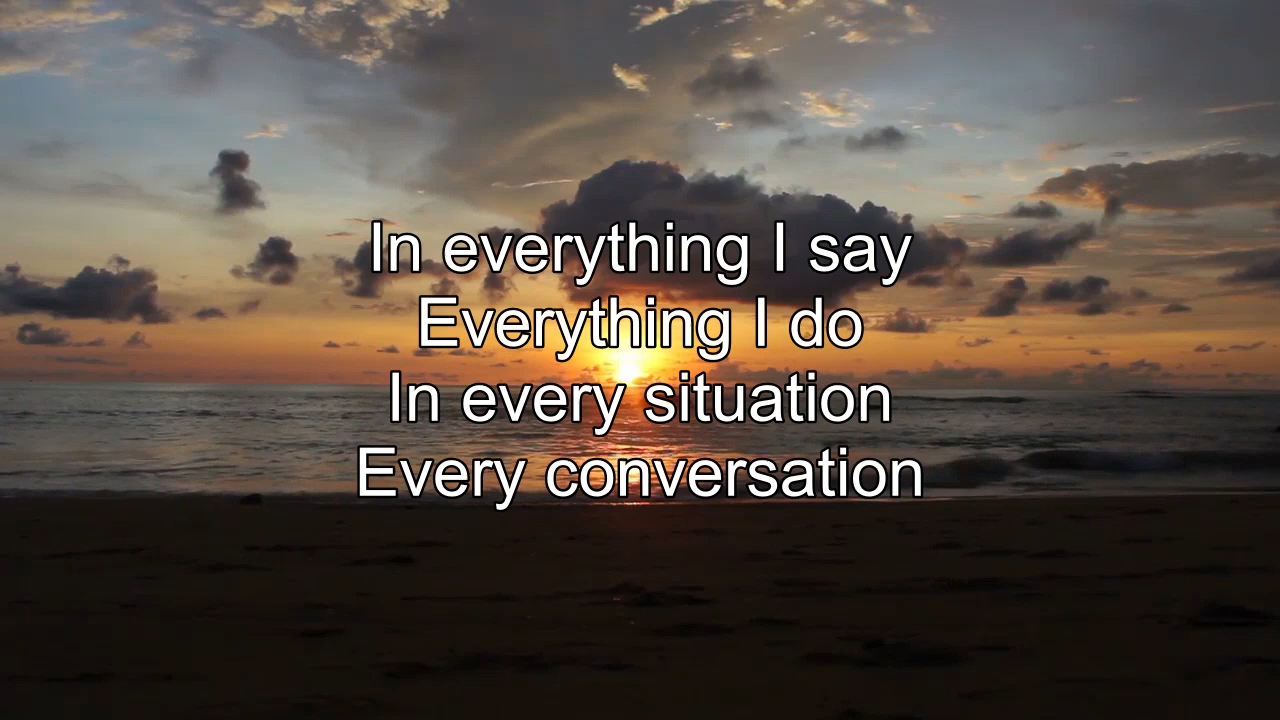 In everything I say
Everything I do
In every situation
Every conversation